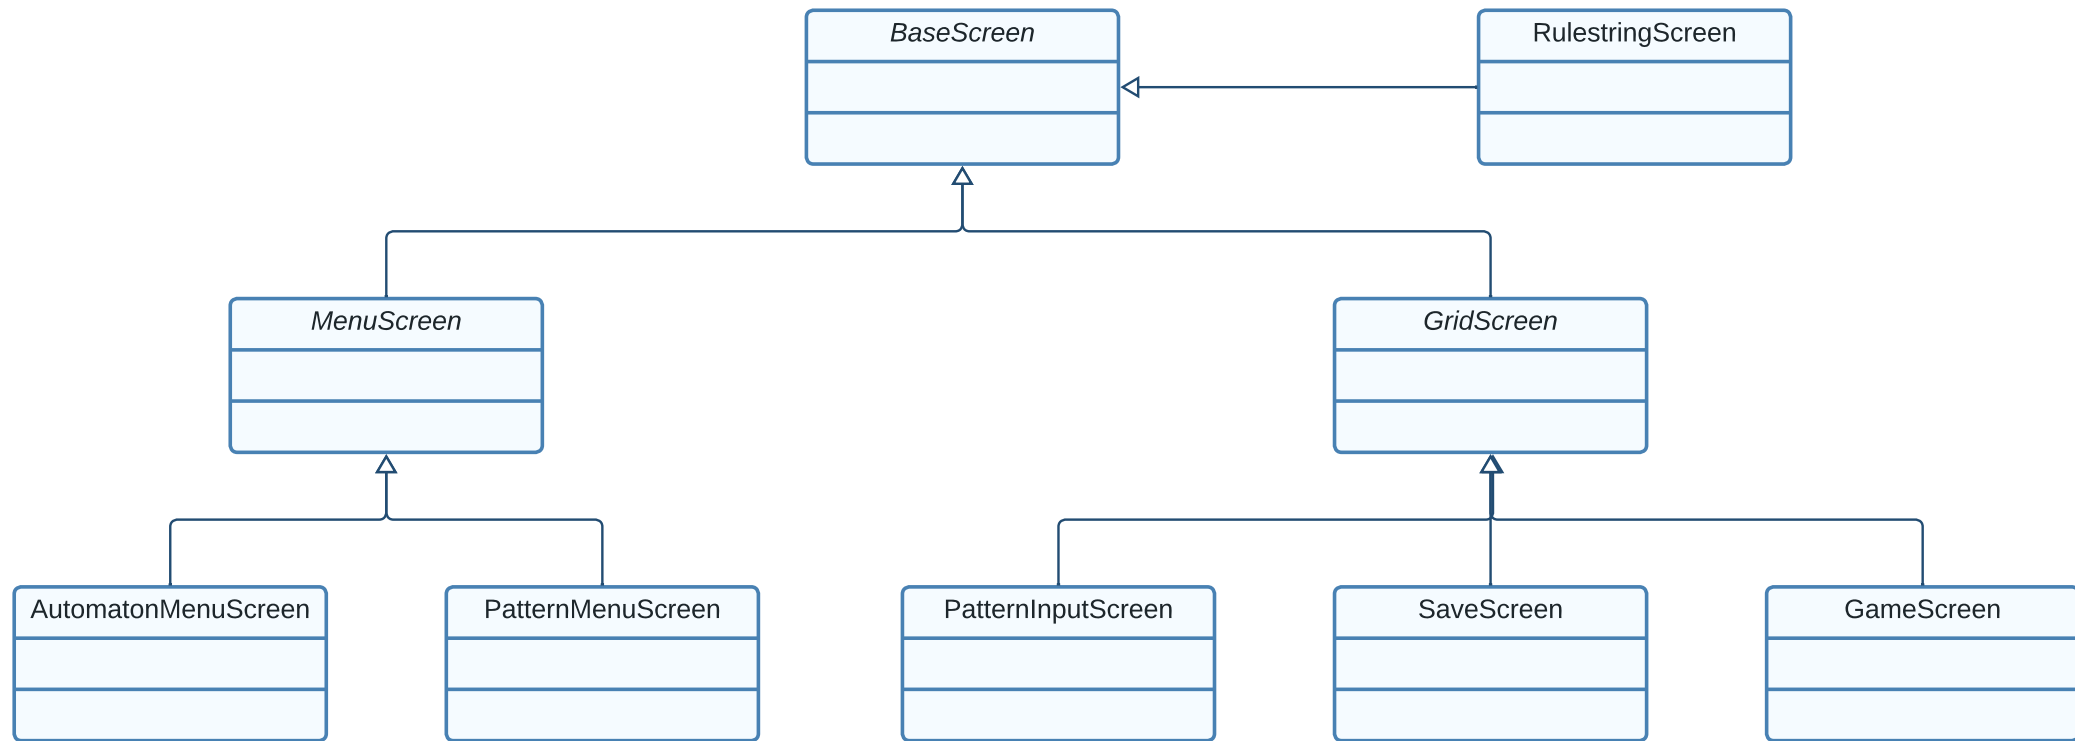 BaseScreen
RulestringScreen
MenuScreen
GridScreen
AutomatonMenuScreen
PatternMenuScreen
PatternInputScreen
SaveScreen
GameScreen